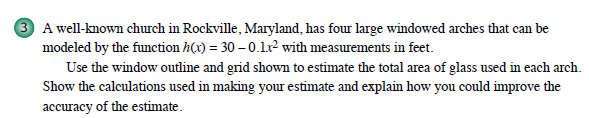 3 A well-known church in Rockville, Maryland, has four large windowed arches that can be
modeled by the function h(x) = 30 – 0.1x² with measurements in feet.
Use the window outline and grid shown to estimate the total area of glass used in each arch.
Show the calculations used in making your estimate and explain how you could improve the
accuracy of the estimate.